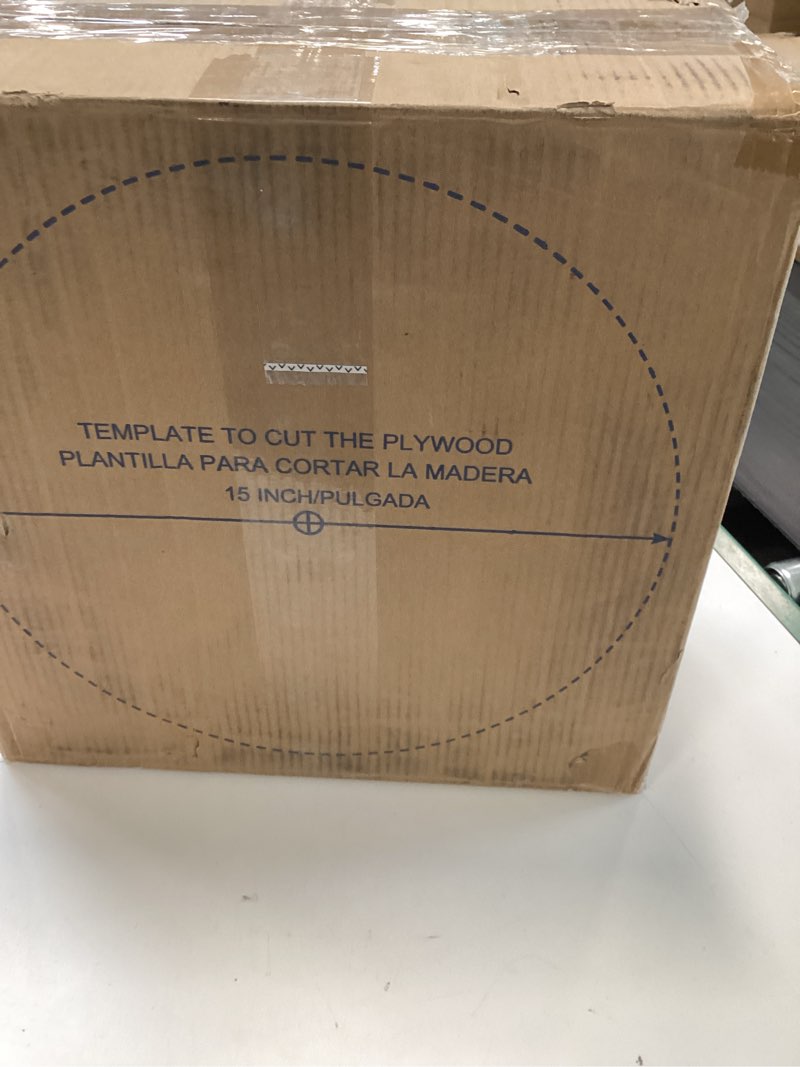 TEMPLATE TO CUT THE PLYWOOD
PLANTILLA PARA CORTAR LA MADERA
15 INCH/PULGADA